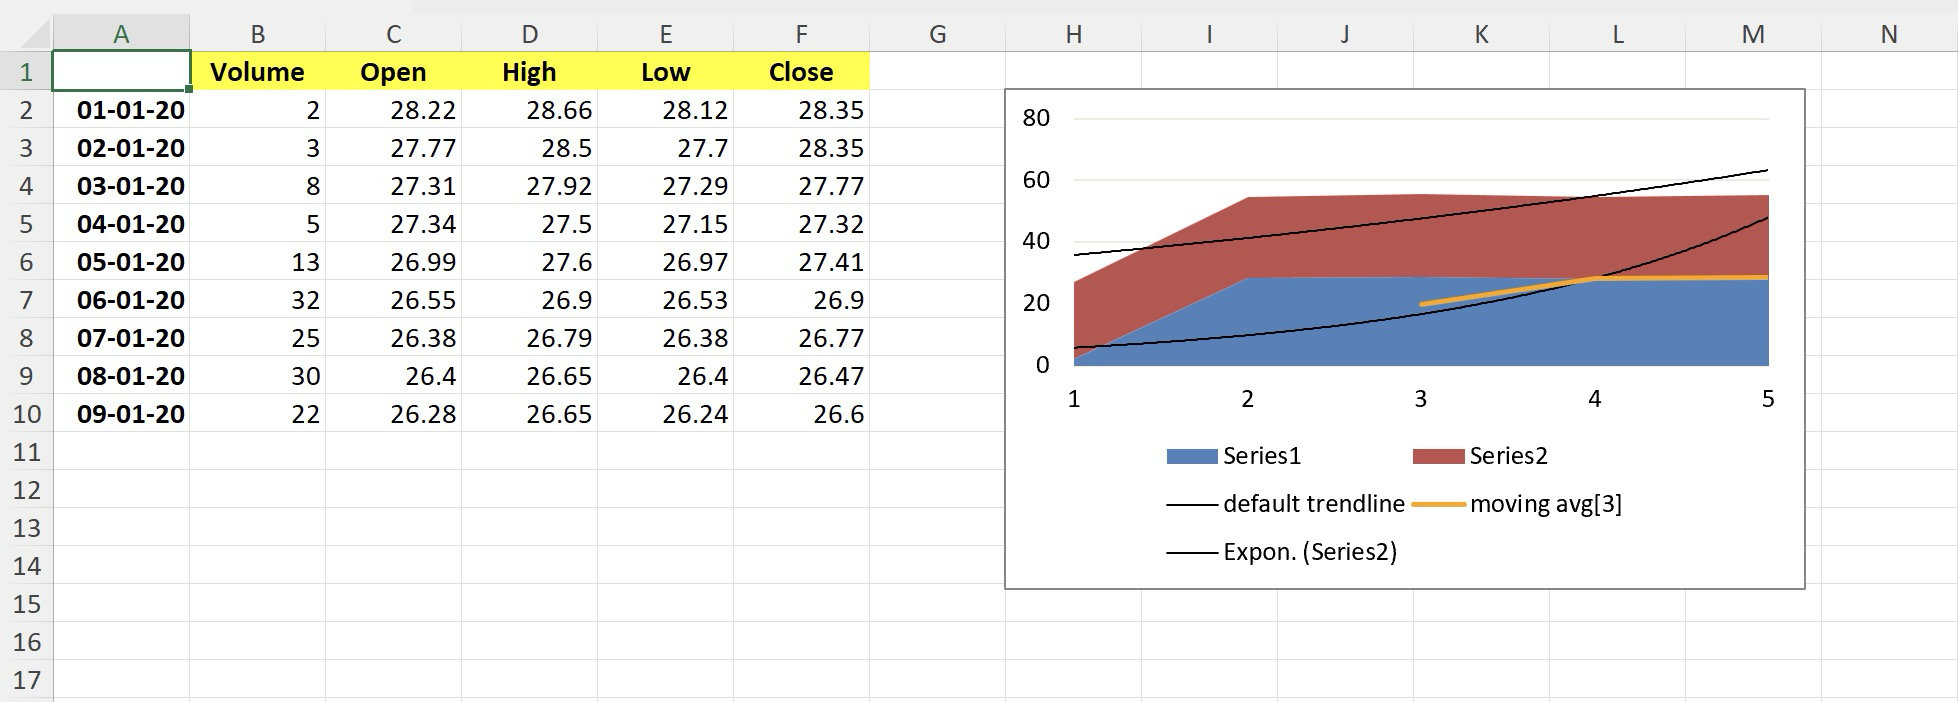 A B C D E F G H I J K L M N
1 Volume Open High Low Close
2 01-01-20 2 28.22 28.66 28.12 28.35
3 02-01-20 3 27.77 28.5 27.7 28.35
4 03-01-20 8 27.31 27.92 27.29 27.77
5 04-01-20 5 27.34 27.5 27.15 27.32
6 05-01-20 13 26.99 27.6 26.97 27.41
7 06-01-20 32 26.55 26.9 26.53 26.9
8 07-01-20 25 26.38 26.79 26.38 26.77
9 08-01-20 30 26.4 26.65 26.4 26.47
10 09-01-20 22 26.28 26.65 26.24 26.6
11
12
13
14
15
16
17
80
60
40
20
0
1 2 3 4 5
Series1 Series2
default trendline moving avg[3]
Expon. (Series2)